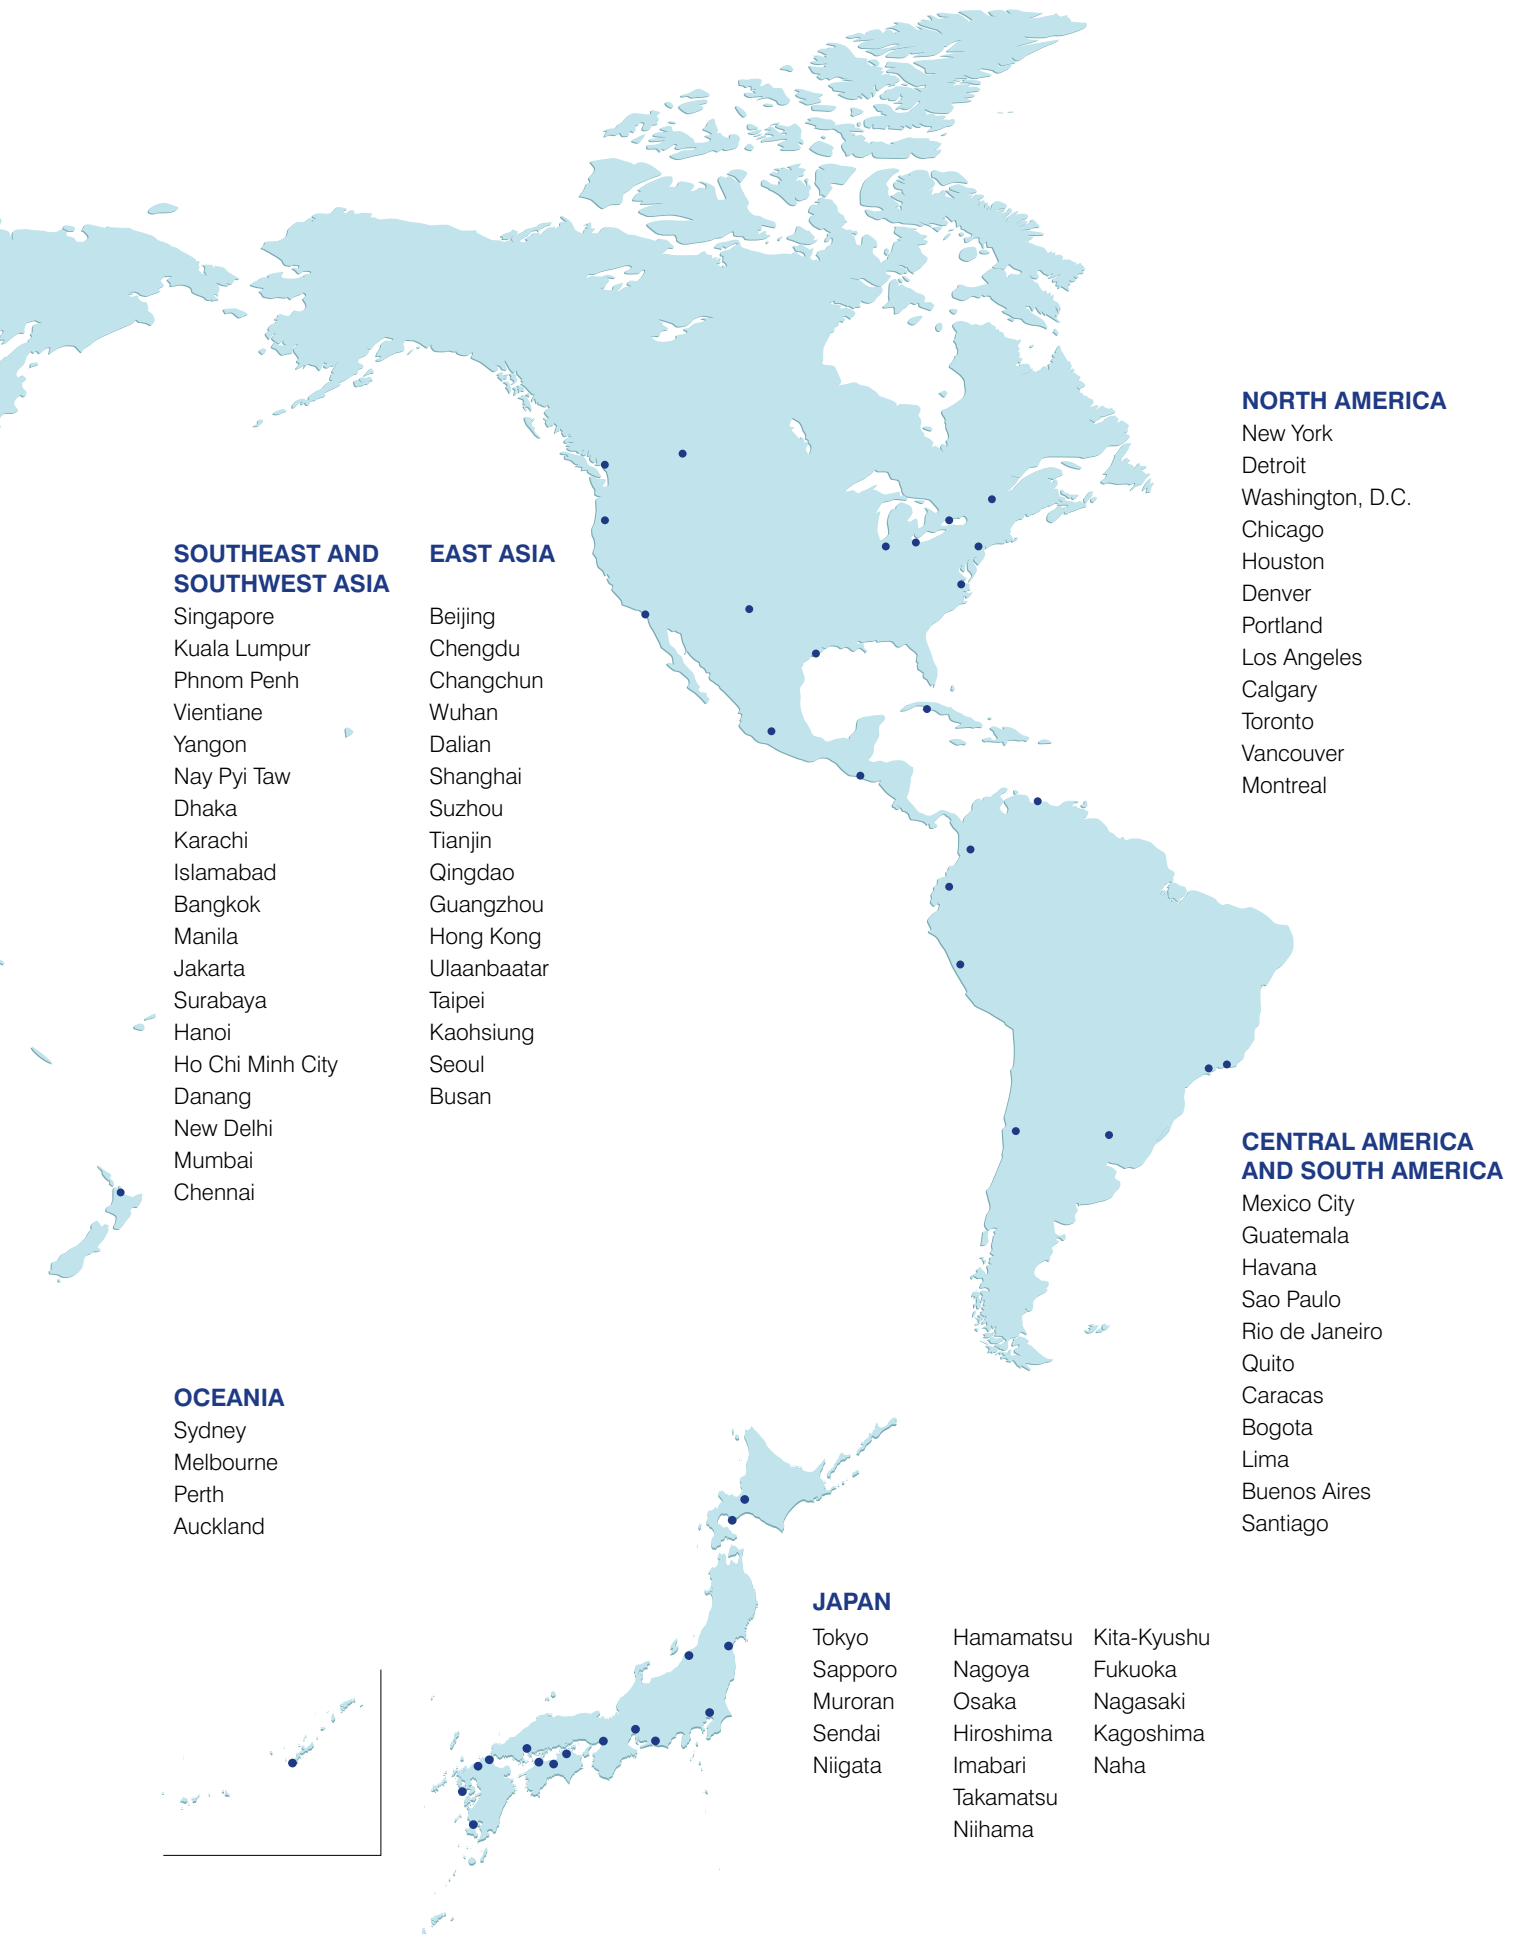 NORTH AMERICA
New York
Detroit
Washington, D.C.
Chicago
Houston
Denver
Portland
Los Angeles
Calgary
Toronto
Vancouver
Montreal
SOUTHEAST AND
SOUTHWEST ASIA
Singapore
Kuala Lumpur
Phnom Penh
Vientiane
Yangon
Nay Pyi Taw
Dhaka
Karachi
Islamabad
Bangkok
Manila
Jakarta
Surabaya
Hanoi
Ho Chi Minh City
Danang
New Delhi
Mumbai
Chennai
EAST ASIA
Beijing
Chengdu
Changchun
Wuhan
Dalian
Shanghai
Suzhou
Tianjin
Qingdao
Guangzhou
Hong Kong
Ulaanbaatar
Taipei
Kaohsiung
Seoul
Busan
CENTRAL AMERICA
AND SOUTH AMERICA
Mexico City
Guatemala
Havana
Sao Paulo
Rio de Janeiro
Quito
Caracas
Bogota
Lima
Buenos Aires
Santiago
OCEANIA
Sydney
Melbourne
Perth
Auckland
JAPAN
Tokyo
Sapporo
Muroran
Sendai
Niigata
Hamamatsu
Nagoya
Osaka
Hiroshima
Imabari
Takamatsu
Niihama
Kita-Kyushu
Fukuoka
Nagasaki
Kagoshima
Naha